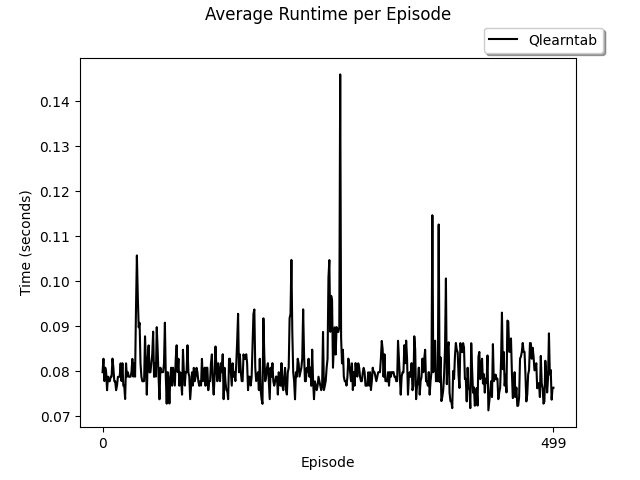 Average Runtime per Episode
Qlearntab
0.14
0.13
0.12
0.11
0.10
0.09
0.08
0.07
Time (seconds)
0
499
Episode